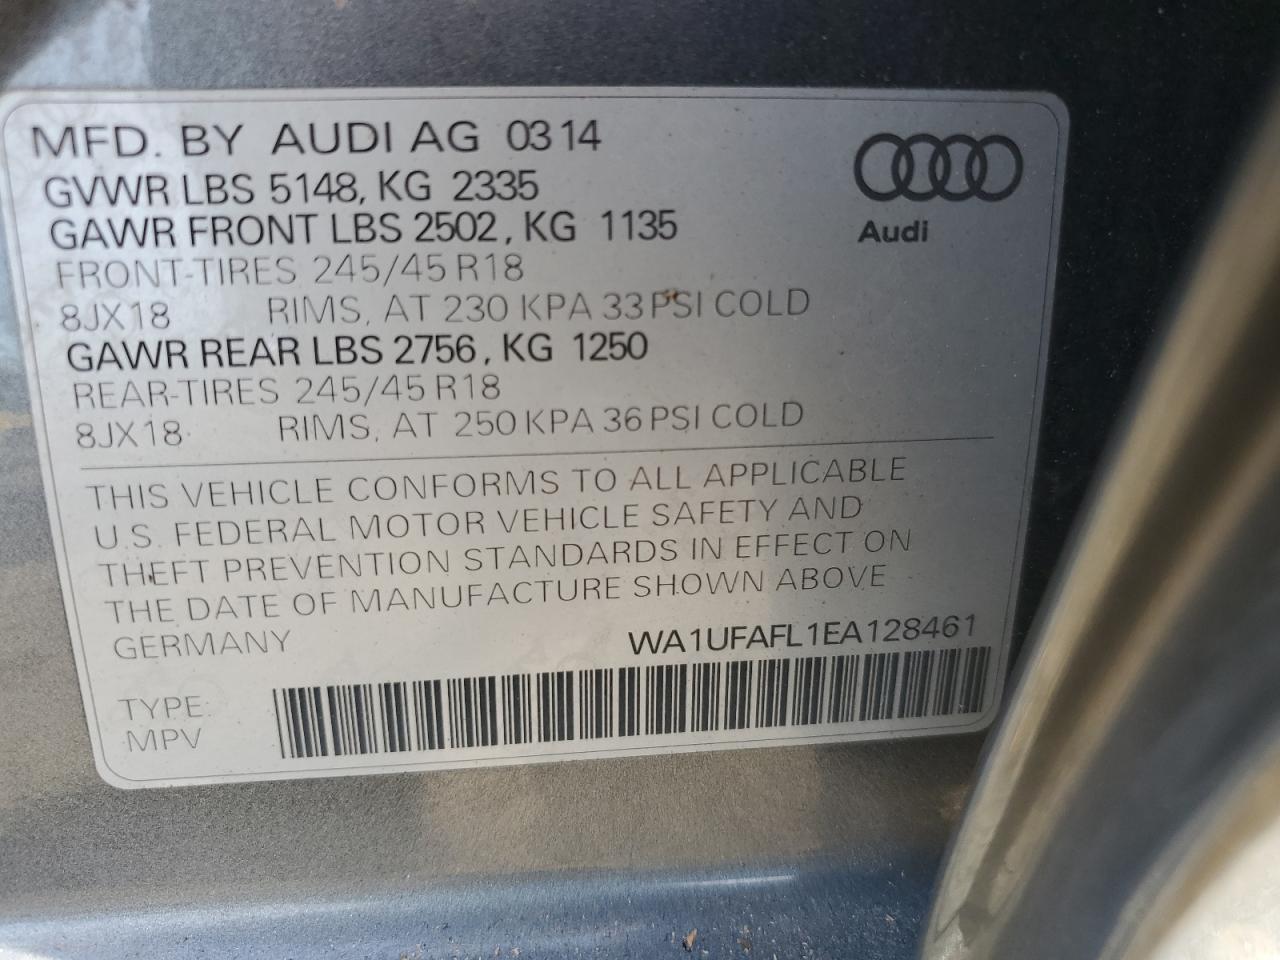 MFD. BY AUDI AG 0314
GVWR LBS 5148, KG 2335
GAWR FRONT LBS 2502, KG 1135
FRONT-TIRES 245/45 R18
8JX18 RIMS, AT 230 KPA 33 PSI COLD
GAWR REAR LBS 2756, KG 1250
REAR-TIRES 245/45 R18
8JX18 RIMS, AT 250 KPA 36 PSI COLD
Audi
THIS VEHICLE CONFORMS TO ALL APPLICABLE
U.S. FEDERAL MOTOR VEHICLE SAFETY AND
THEFT PREVENTION STANDARDS IN EFFECT ON
THE DATE OF MANUFACTURE SHOWN ABOVE
GERMANY WA1UFAFL1EA128461
TYPE:
MPV